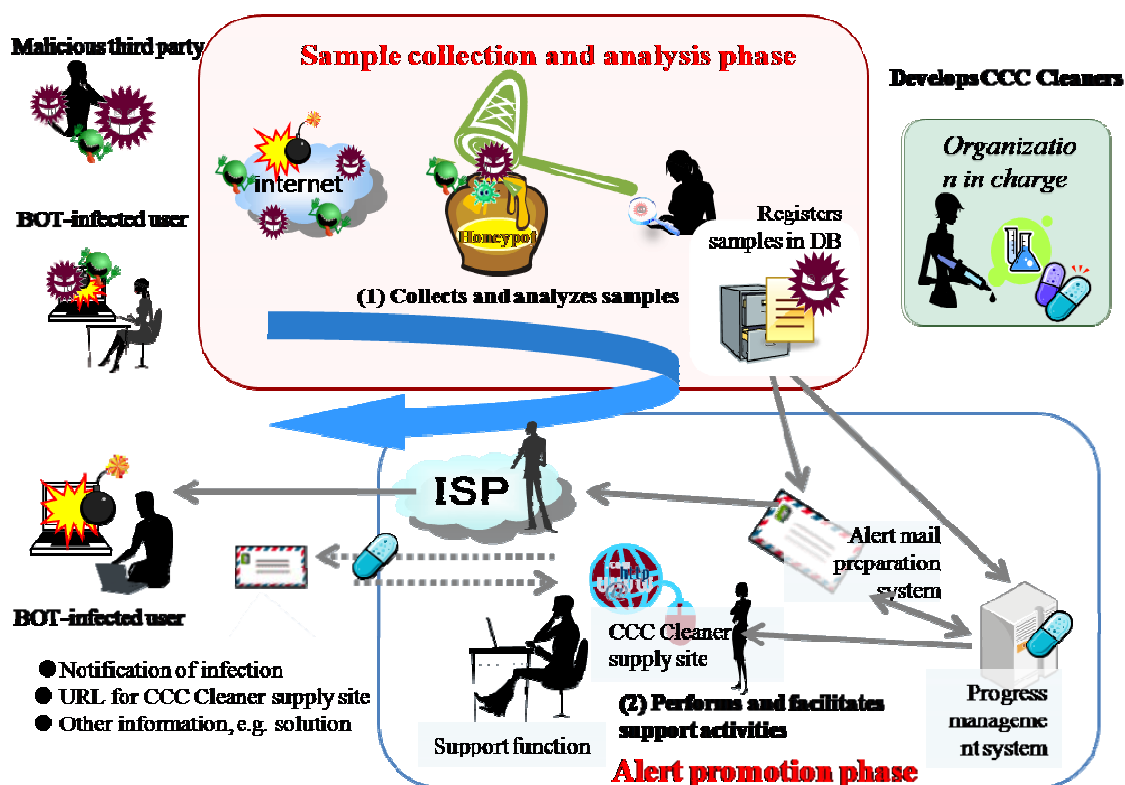 Malicious third party
Sample collection and analysis phase
Develops CCC Cleaners
Organizatio
n in charge
internet
BOT-infected user
Honeypot
Registers
samples in DB
(1) Collects and analyzes samples
ISP
Alert mail
preparation
system
http
BOT-infected user
CCC Cleaner
supply site
● Notification of infection
● URL for CCC Cleaner supply site
● Other information, e.g. solution
(2) Performs and facilitates
support activities
Support function
Progress
manageme
nt system
Alert promotion phase